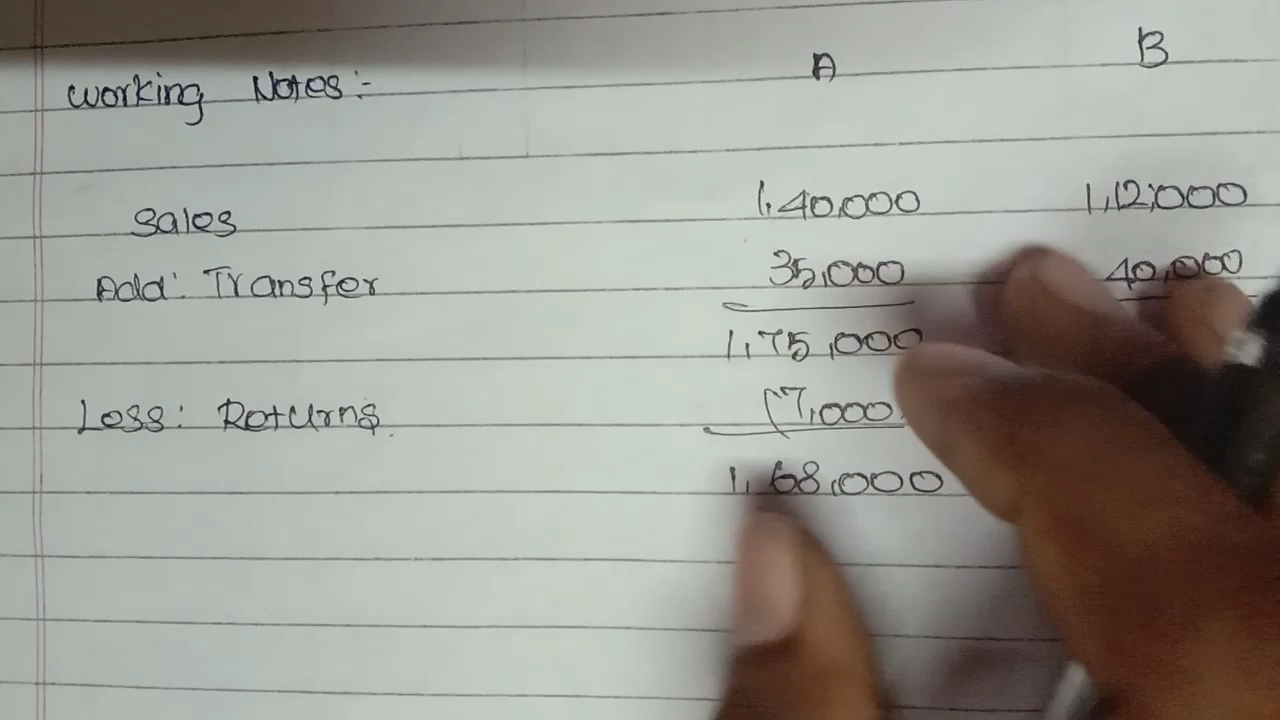 A B
Working Notes:-
Sales 1,40,000 1,12,000
Add: Transfer 35,000 40,000
1,75,000
Less: Returns (7,000
1,68,000